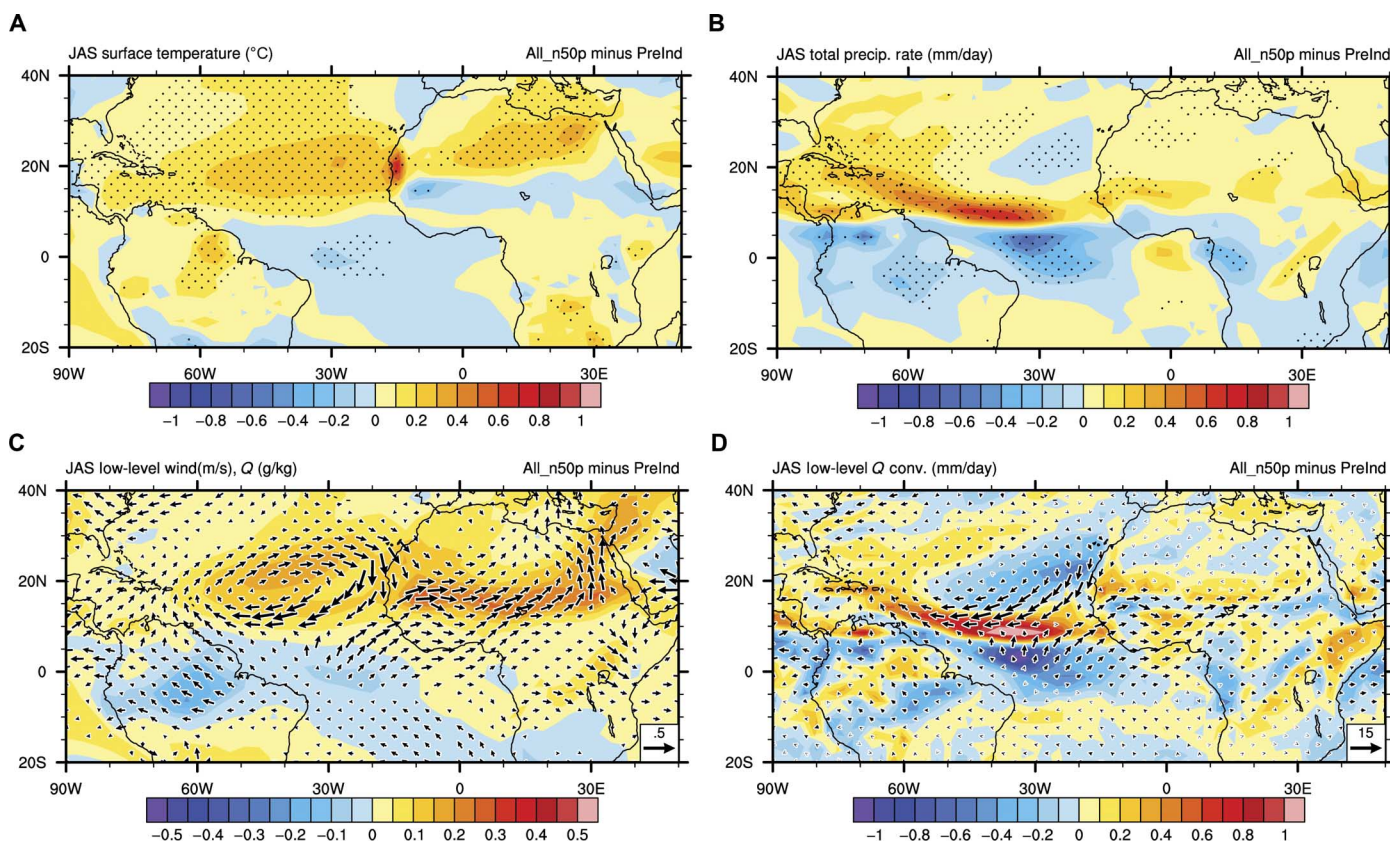 A
JAS surface temperature (°C) All_n50p minus PreInd
40N
20N
0
20S
90W 60W 30W 0 30E
−1 −0.8 −0.6 −0.4 −0.2 0 0.2 0.4 0.6 0.8 1
B
JAS total precip. rate (mm/day) All_n50p minus PreInd
40N
20N
0
20S
90W 60W 30W 0 30E
−1 −0.8 −0.6 −0.4 −0.2 0 0.2 0.4 0.6 0.8 1
C
JAS low-level wind(m/s), Q (g/kg) All_n50p minus PreInd
40N
20N
0
.5
20S
90W 60W 30W 0 30E
−0.5 −0.4 −0.3 −0.2 −0.1 0 0.1 0.2 0.3 0.4 0.5
D
JAS low-level Q conv. (mm/day) All_n50p minus PreInd
40N
20N
0
15
20S
90W 60W 30W 0 30E
−1 −0.8 −0.6 −0.4 −0.2 0 0.2 0.4 0.6 0.8 1